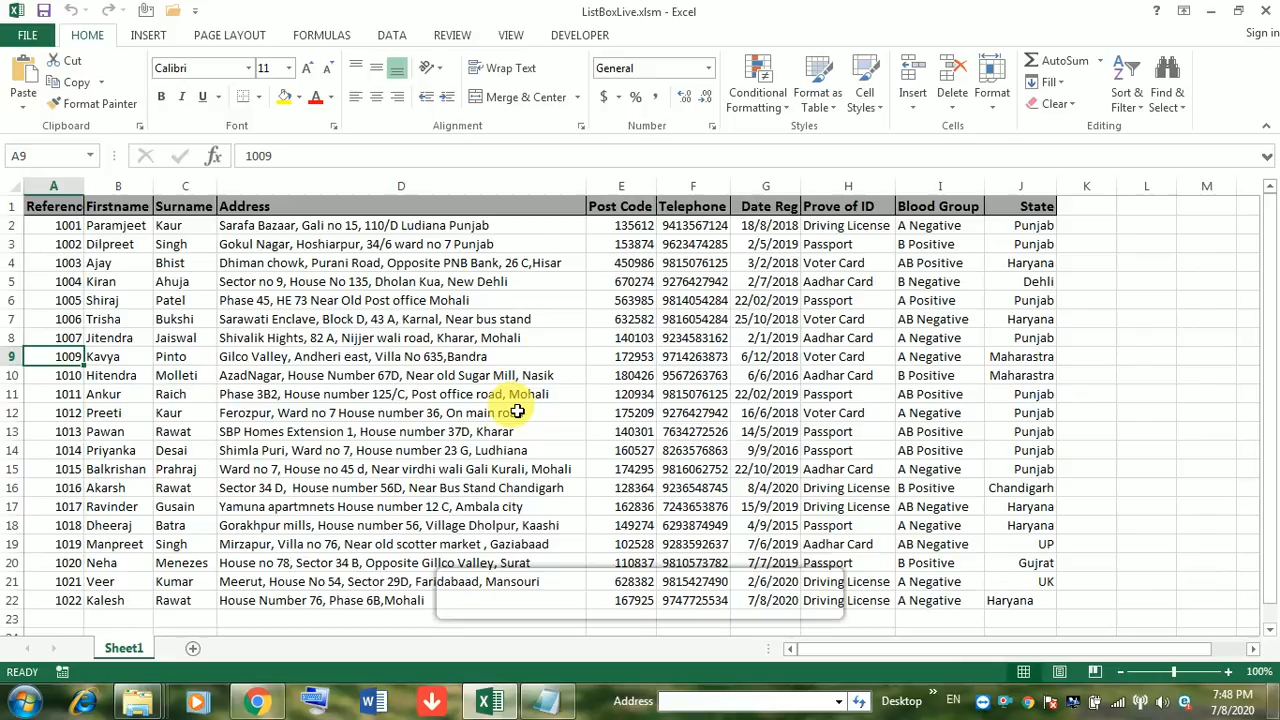 ListBoxLive.xlsm - Excel
FILE HOME INSERT PAGE LAYOUT FORMULAS DATA REVIEW VIEW DEVELOPER Sign in
Paste Cut Copy Format Painter Clipboard
Calibri 11 B I U A Font
Wrap Text Merge & Center Alignment
General $ % , Number
Conditional Formatting Format as Table Cell Styles Styles
Insert Delete Format Cells
AutoSum Fill Clear Sort & Filter Find & Select Editing
A9 fx 1009
A B C D E F G H I J K L M
1 Referenc Firstname Surname Address Post Code Telephone Date Reg Prove of ID Blood Group State
2 1001 Paramjeet Kaur Sarafa Bazaar, Gali no 15, 110/D Ludiana Punjab 135612 9413567124 18/8/2018 Driving License A Negative Punjab
3 1002 Dilpreet Singh Gokul Nagar, Hoshiarpur, 34/6 ward no 7 Punjab 153874 9623474285 2/5/2019 Passport B Positive Punjab
4 1003 Ajay Bhist Dhiman chowk, Purani Road, Opposite PNB Bank, 26 C,Hisar 450986 9815076125 3/2/2018 Voter Card AB Positive Haryana
5 1004 Kiran Ahuja Sector no 9, House No 135, Dholan Kua, New Dehli 670274 9276427942 2/7/2018 Aadhar Card B Negative Dehli
6 1005 Shiraj Patel Phase 45, HE 73 Near Old Post office Mohali 563985 9814054284 22/02/2019 Passport A Positive Punjab
7 1006 Trisha Bukshi Sarawati Enclave, Block D, 43 A, Karnal, Near bus stand 632582 9816054284 25/10/2018 Voter Card AB Negative Haryana
8 1007 Jitendra Jaiswal Shivalik Hights, 82 A, Nijjer wali road, Kharar, Mohali 140103 9234583162 2/1/2019 Aadhar Card A Negative Punjab
9 1009 Kavya Pinto Gilco Valley, Andheri east, Villa No 635,Bandra 172953 9714263873 6/12/2018 Voter Card A Negative Maharastra
10 1010 Hitendra Molleti AzadNagar, House Number 67D, Near old Sugar Mill, Nasik 180426 9567263763 6/6/2016 Aadhar Card B Positive Maharastra
11 1011 Ankur Raich Phase 3B2, House number 125/C, Post office road, Mohali 120934 9815076125 22/02/2019 Passport AB Positive Punjab
12 1012 Preeti Kaur Ferozpur, Ward no 7 House number 36, On main 175209 9276427942 16/6/2018 Voter Card A Negative Punjab
13 1013 Pawan Rawat SBP Homes Extension 1, House number 37D, Kharar 140301 7634272526 14/5/2019 Passport AB Positive Punjab
14 1014 Priyanka Desai Shimla Puri, Ward no 7, House number 23 G, Ludhiana 160527 8263576863 9/9/2016 Passport AB Positive Punjab
15 1015 Balkrishan Prahraj Ward no 7, House no 45 d, Near virdhi wali Gali Kurali, Mohali 174295 9816062752 22/10/2019 Aadhar Card A Negative Punjab
16 1016 Akarsh Rawat Sector 34 D, House number 56D, Near Bus Stand Chandigarh 128364 9236548745 8/4/2020 Driving License B Positive Chandigarh
17 1017 Ravinder Gusain Yamuna apartmnets House number 12 C, Ambala city 162836 7243653876 15/9/2019 Driving License AB Negative Haryana
18 1018 Dheeraj Batra Gorakhpur mills, House number 56, Village Dholpur, Kaashi 149274 6293874949 4/9/2015 Passport A Negative Haryana
19 1019 Manpreet Singh Mirzapur, Villa no 76, Near old scotter market , Gaziabaad 102528 9283592637 7/6/2019 Aadhar Card AB Negative UP
20 1020 Neha Menezes House no 78, Sector 34 B, Opposite Gillco Valley, Surat 110837 9810573782 7/7/2019 Passport B Positive Gujrat
21 1021 Veer Kumar Meerut, House No 54, Sector 29D, Faridabaad, Mansouri 628382 9815427490 2/6/2020 Driving License A Negative UK
22 1022 Kalesh Rawat House Number 76, Phase 6B,Mohali 167925 9747725534 7/8/2020 Driving License A Negative Haryana
23
Sheet1
READY 100%
Address Desktop EN 7:48 PM
7/8/2020